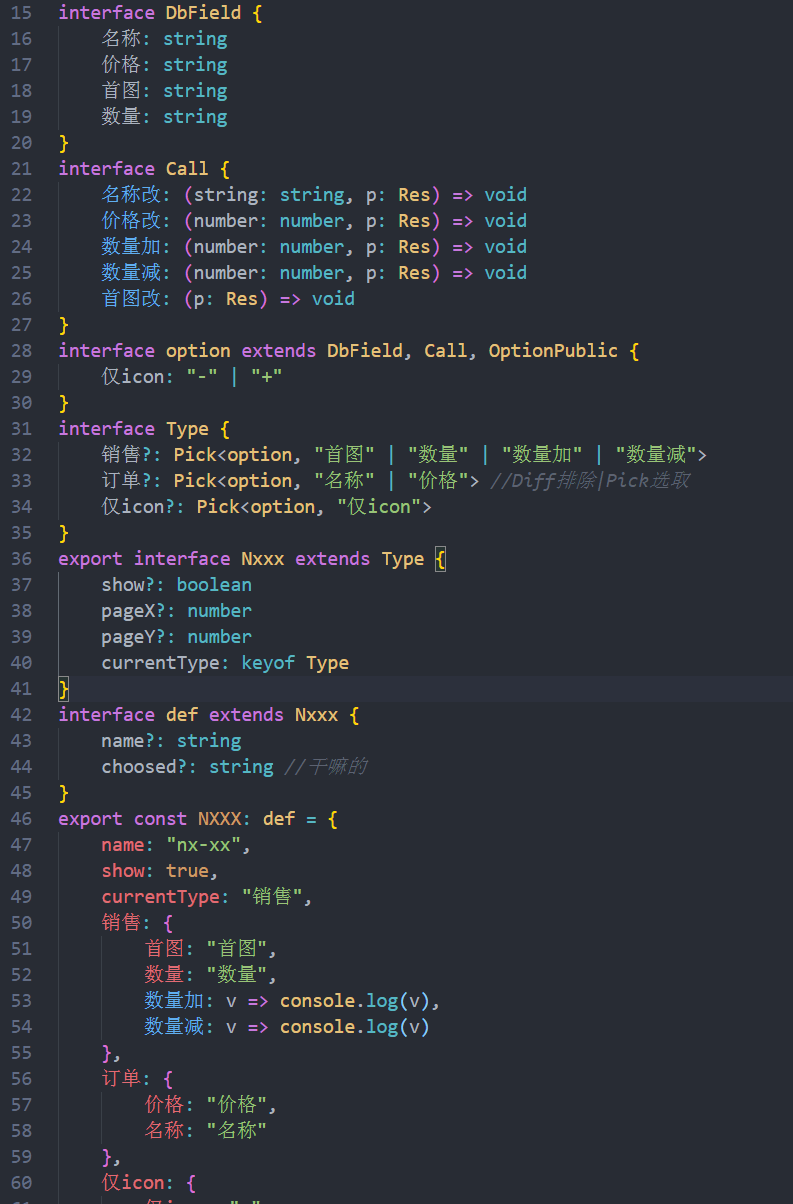 15 interface DbField {
16     名称: string
17     价格: string
18     首图: string
19     数量: string
20 }
21 interface Call {
22     名称改: (string: string, p: Res) => void
23     价格改: (number: number, p: Res) => void
24     数量加: (number: number, p: Res) => void
25     数量减: (number: number, p: Res) => void
26     首图改: (p: Res) => void
27 }
28 interface option extends DbField, Call, OptionPublic {
29     仅icon: "-" | "+"
30 }
31 interface Type {
32     销售?: Pick<option, "首图" | "数量" | "数量加" | "数量减">
33     订单?: Pick<option, "名称" | "价格"> //Diff排除|Pick选取
34     仅icon?: Pick<option, "仅icon">
35 }
36 export interface Nxxx extends Type {
37     show?: boolean
38     pageX?: number
39     pageY?: number
40     currentType: keyof Type
41 }
42 interface def extends Nxxx {
43     name?: string
44     choosed?: string //干嘛的
45 }
46 export const NXXX: def = {
47     name: "nx-xx",
48     show: true,
49     currentType: "销售",
50     销售: {
51         首图: "首图",
52         数量: "数量",
53         数量加: v => console.log(v),
54         数量减: v => console.log(v)
55     },
56     订单: {
57         价格: "价格",
58         名称: "名称"
59     },
60     仅icon: {